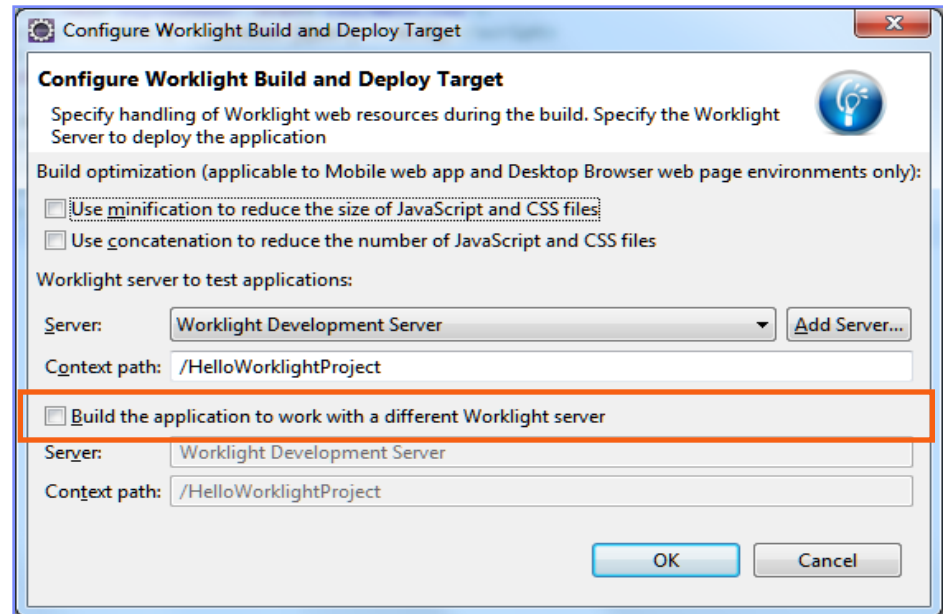 Configure Worklight Build and Deploy Target
Configure Worklight Build and Deploy Target
Specify handling of Worklight web resources during the build. Specify the Worklight
Server to deploy the application
Build optimization (applicable to Mobile web app and Desktop Browser web page environments only):
Use minification to reduce the size of JavaScript and CSS files
Use concatenation to reduce the number of JavaScript and CSS files
Worklight server to test applications:
Server: Worklight Development Server Add Server...
Context path: /HelloWorklightProject
Build the application to work with a different Worklight server
Server: Worklight Development Server
Context path: /HelloWorklightProject
OK Cancel